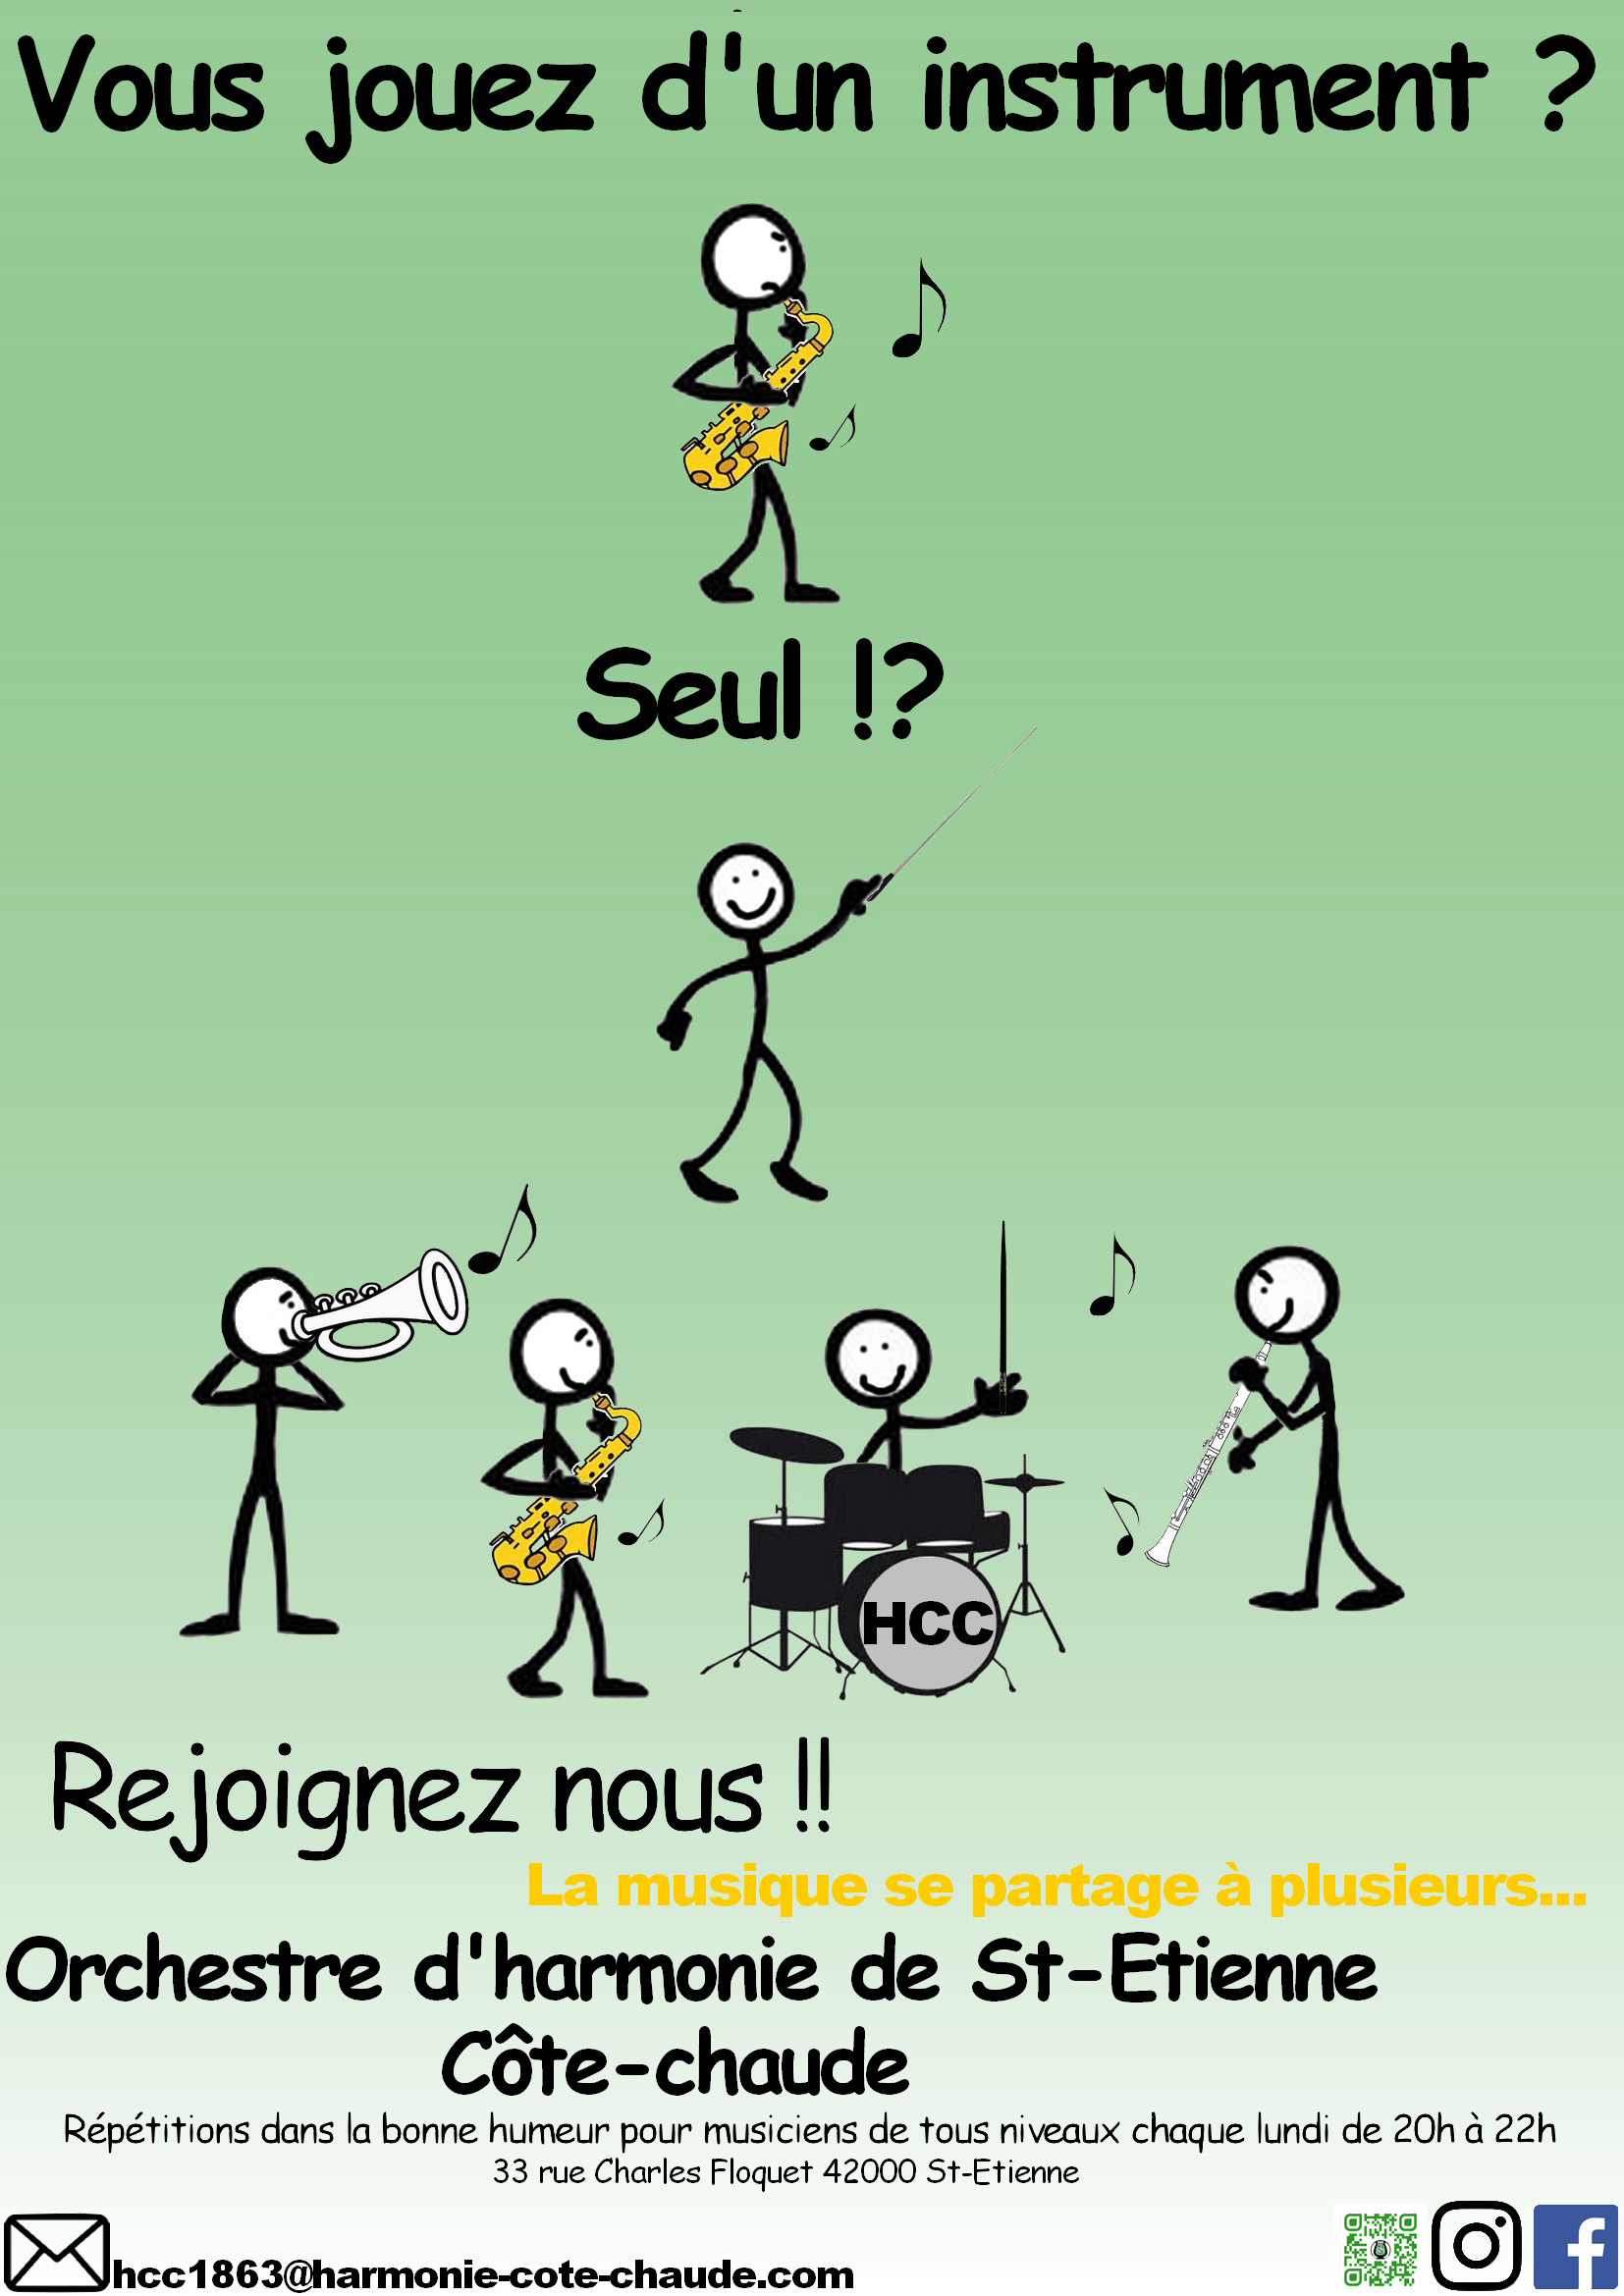 Vous jouez d'un instrument ?
Seul !?
HCC
Rejoignez nous !!
La musique se partage à plusieurs...
Orchestre d'harmonie de St-Etienne
Côte-chaude
Répétitions dans la bonne humeur pour musiciens de tous niveaux chaque lundi de 20h à 22h
33 rue Charles Floquet 42000 St-Etienne
hcc1863@harmonie-cote-chaude.com